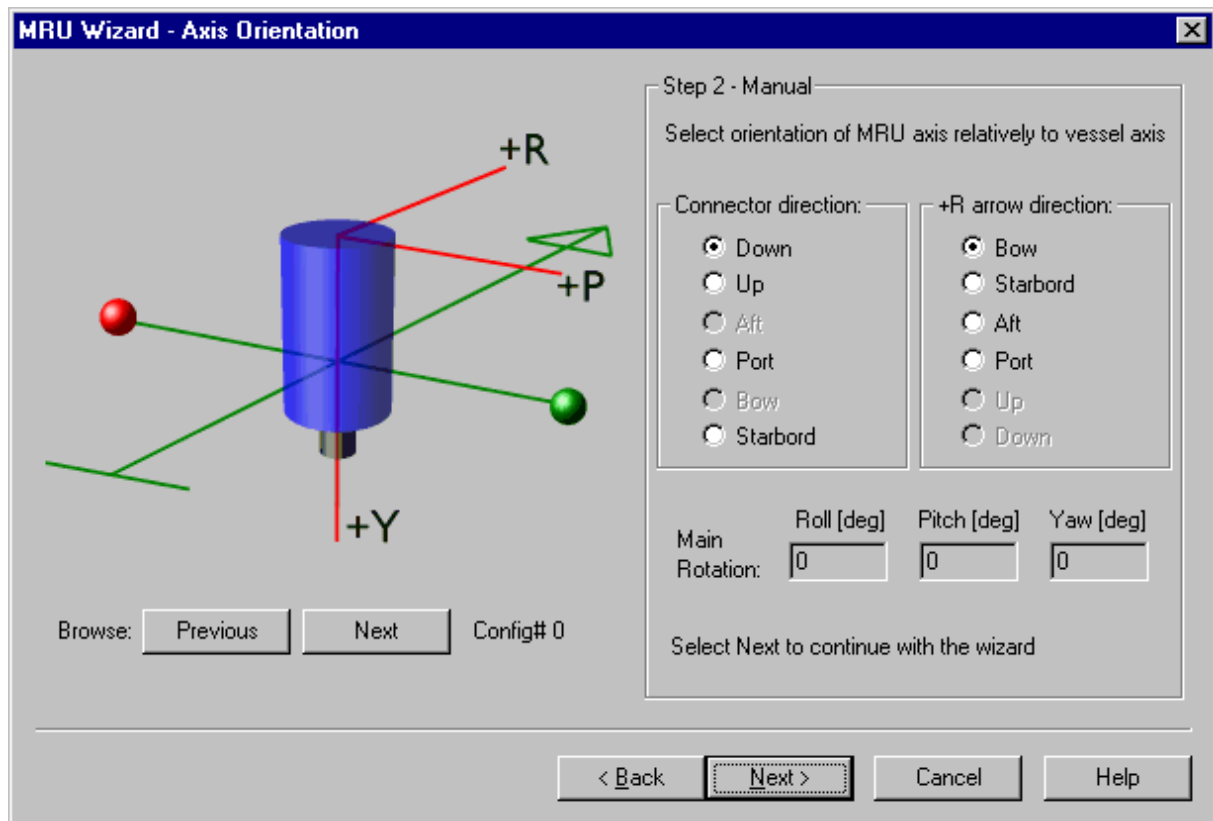 MRU Wizard - Axis Orientation
+R
+P
+Y
Browse:
Previous
Next
Config# 0
Step 2 - Manual
Select orientation of MRU axis relatively to vessel axis
Connector direction:
Down
Up
Aft
Port
Bow
Starbord
+R arrow direction:
Bow
Starbord
Aft
Port
Up
Down
Main
Rotation:
Roll [deg]
0
Pitch [deg]
0
Yaw [deg]
0
Select Next to continue with the wizard
< Back
Next >
Cancel
Help